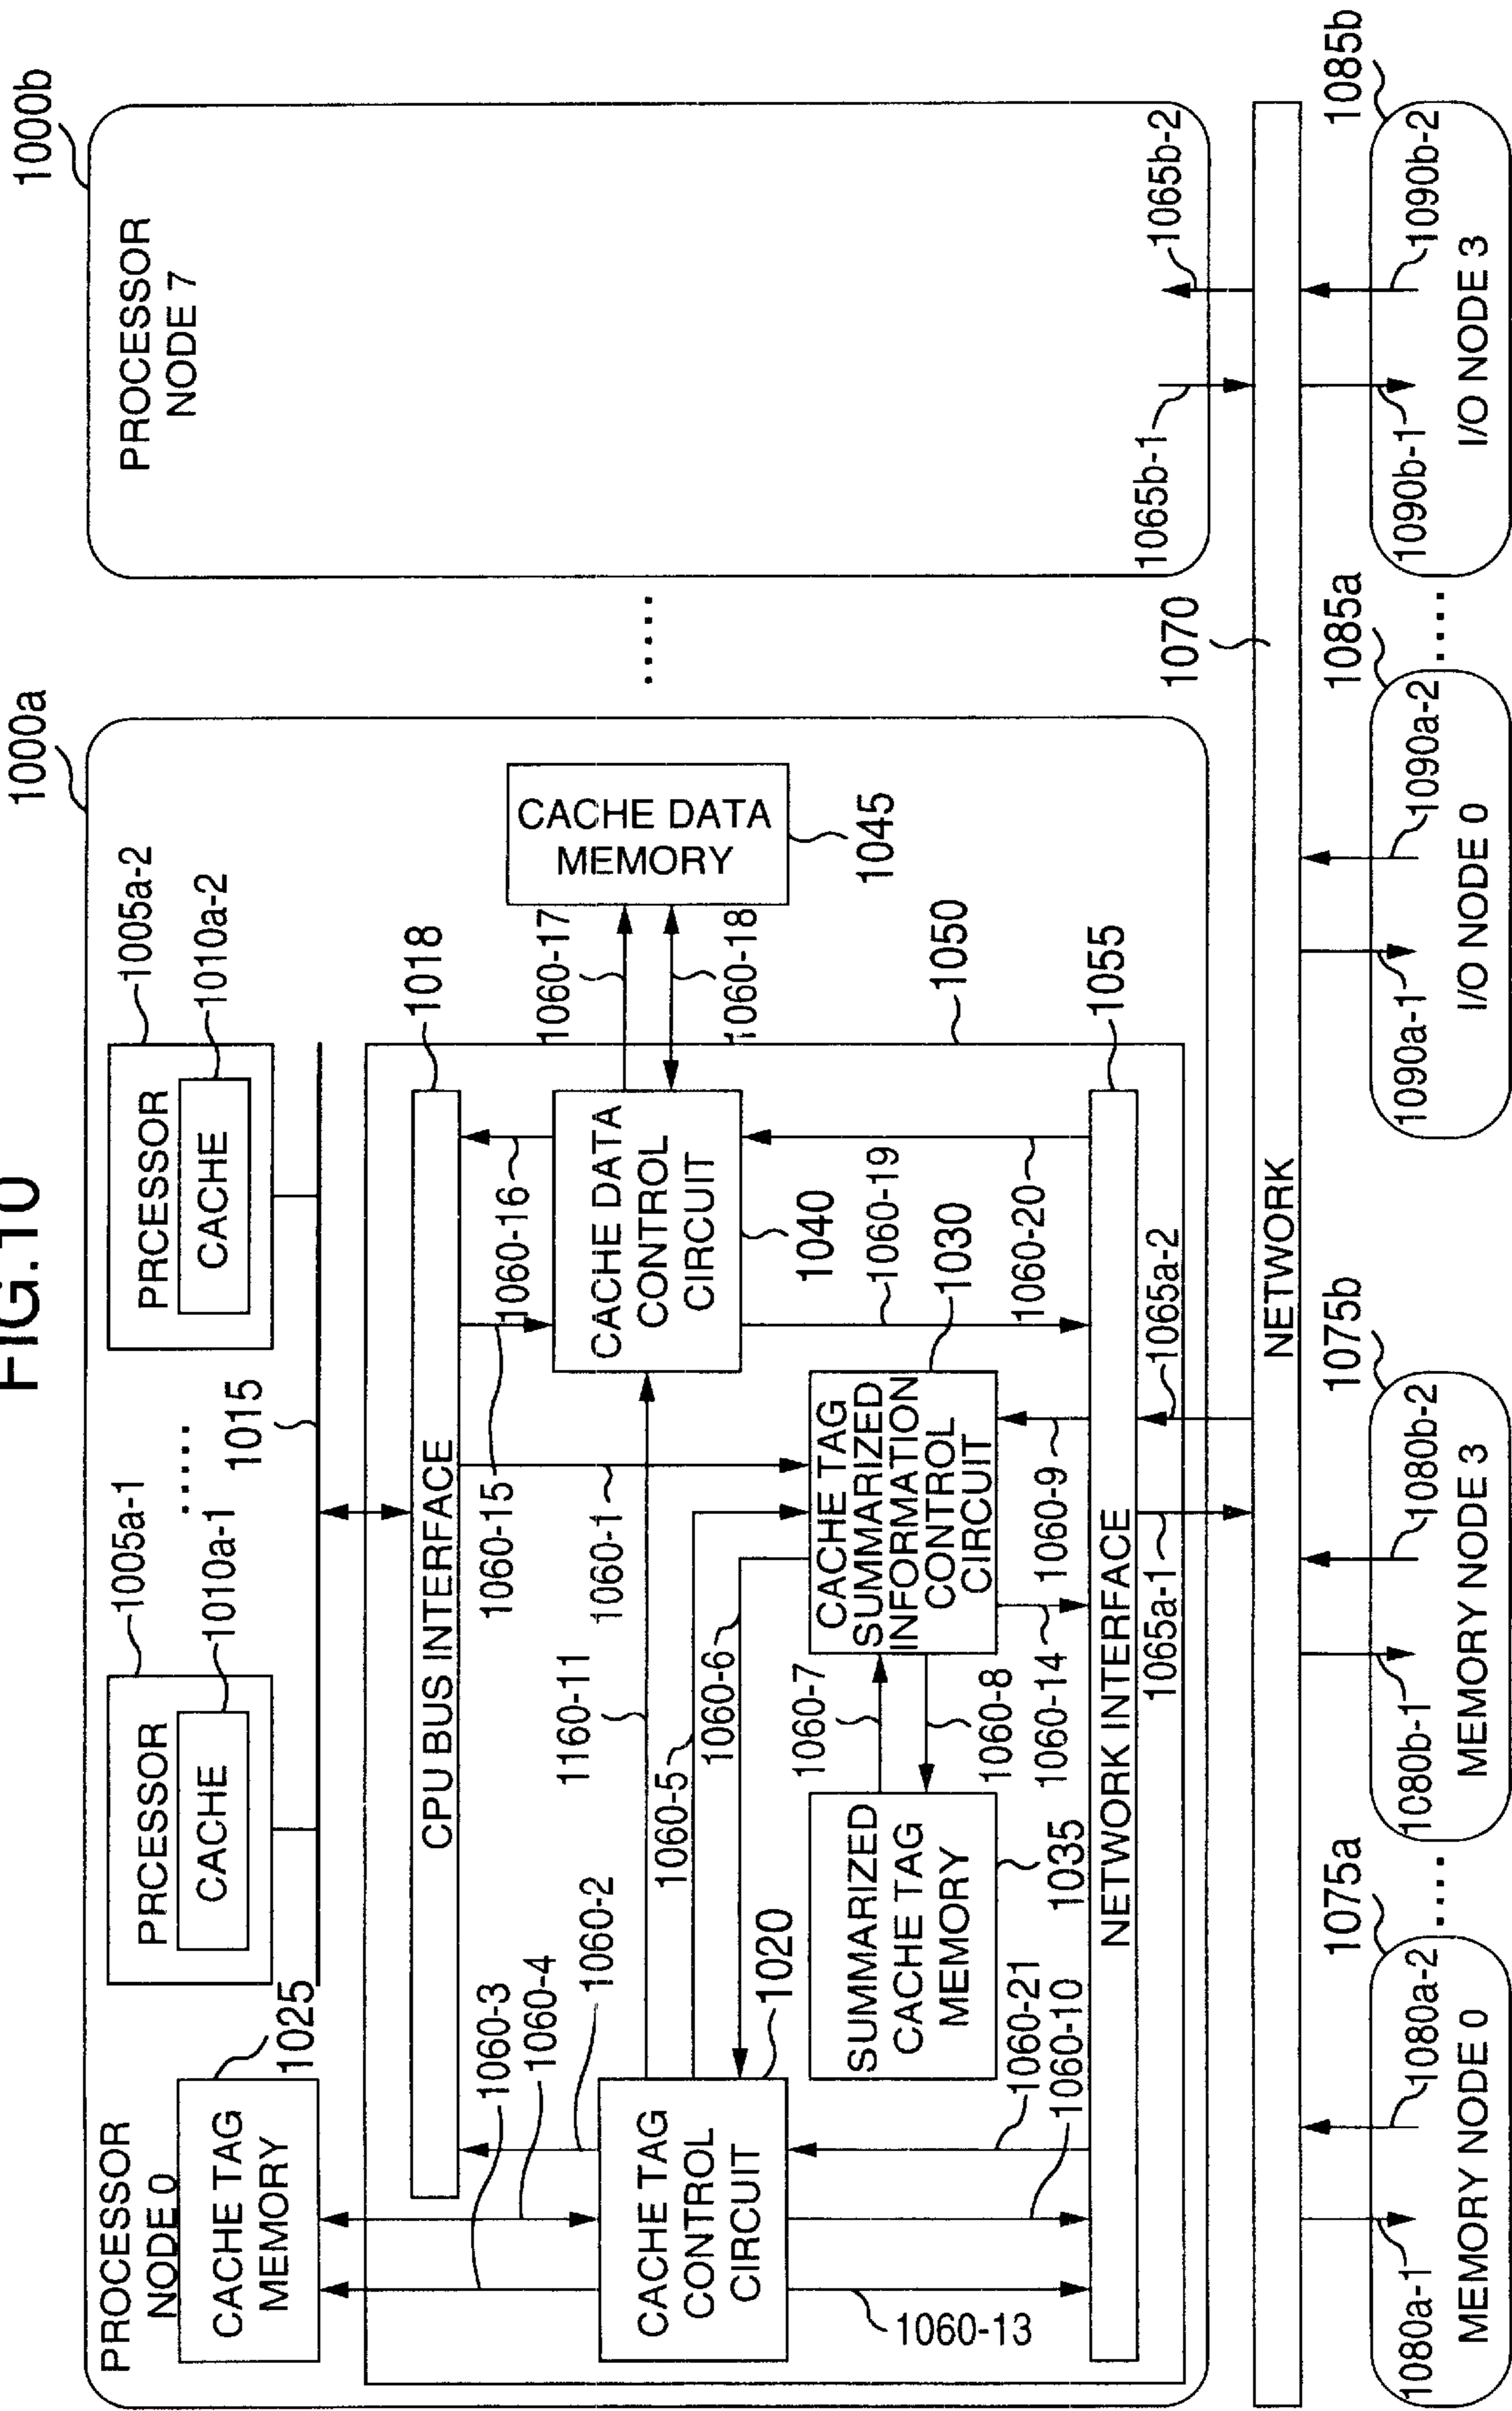 FIG.10
1000a
1000b
PROCESSOR
NODE 0
CACHE TAG
MEMORY
1025
1005a-1
PRCESSOR
1010a-1
CACHE
.....
1015
1005a-2
PRCESSOR
1010a-2
CACHE
PROCESSOR
NODE 7
.....
1060-3
1060-4
1060-2
CPU BUS INTERFACE
1018
1160-11
1060-5
1060-6
1060-1
1060-15
1060-16
1060-17
1060-18
CACHE DATA
MEMORY
1045
CACHE TAG
CONTROL
CIRCUIT
1020
CACHE DATA
CONTROL
CIRCUIT
1040
1050
SUMMARIZED
CACHE TAG
MEMORY
1035
1060-7
1060-8
CACHE TAG
SUMMARIZED
INFORMATION
CONTROL
CIRCUIT
1030
1060-19
1060-20
1060-13
1060-21
1060-10
1060-14
1060-9
NETWORK INTERFACE
1055
1065a-1
1065a-2
1065b-1
1065b-2
NETWORK
1070
1075a
1080a-1
1080a-2
MEMORY NODE 0
....
1075b
1080b-1
1080b-2
MEMORY NODE 3
1085a
1090a-1
1090a-2
I/O NODE 0
....
1085b
1090b-1
1090b-2
I/O NODE 3